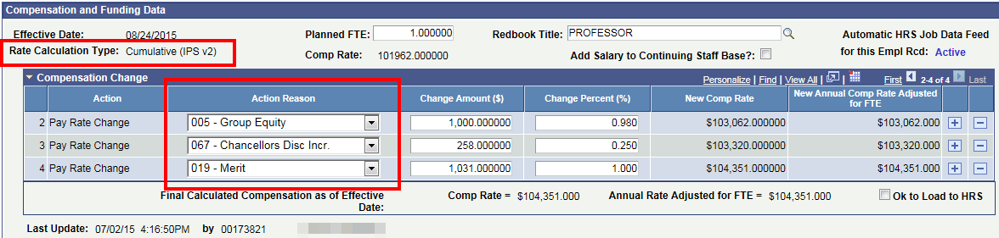 Compensation and Funding Data
Effective Date: 08/24/2015 Planned FTE: 1.000000 Redbook Title: PROFESSOR Automatic HRS Job Data Feed
Rate Calculation Type: Cumulative (IPS v2) Comp Rate: 101962.000000 Add Salary to Continuing Staff Base?: for this Empl Rcd: Active
Compensation Change Personalize | Find | View All | | First 2-4 of 4 Last
Action Action Reason Change Amount ($) Change Percent (%) New Comp Rate New Annual Comp Rate Adjusted
for FTE
2 Pay Rate Change 005 - Group Equity 1,000.000000 0.980 $103,062.000000 $103,062.000 + -
3 Pay Rate Change 067 - Chancellors Disc Incr. 258.000000 0.250 $103,320.000000 $103,320.000 + -
4 Pay Rate Change 019 - Merit 1,031.000000 1.000 $104,351.000000 $104,351.000 + -
Final Calculated Compensation as of Effective Comp Rate = $104,351.000 Annual Rate Adjusted for FTE = $104,351.000 Ok to Load to HRS
Date:
Last Update: 07/02/15 4:16:50PM by 00173821